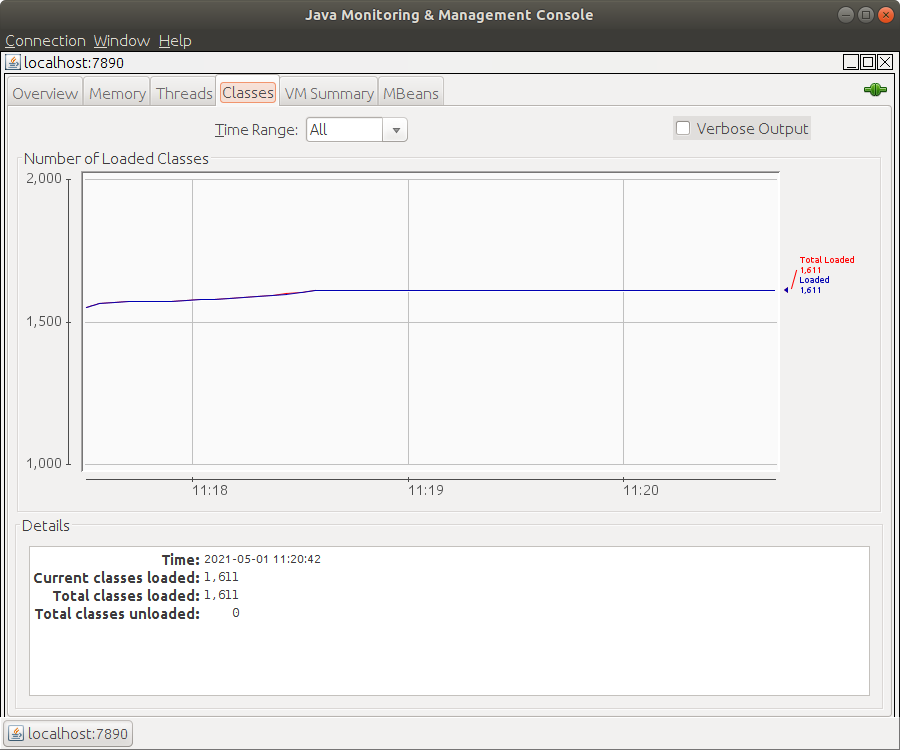 Java Monitoring & Management Console
Connection Window Help
localhost:7890
Overview Memory Threads Classes VM Summary MBeans
Time Range: All Verbose Output
Number of Loaded Classes
2,000
Total Loaded
1,611
Loaded
1,611
1,500
1,000
11:18 11:19 11:20
Details
Time: 2021-05-01 11:20:42
Current classes loaded: 1,611
Total classes loaded: 1,611
Total classes unloaded: 0
localhost:7890